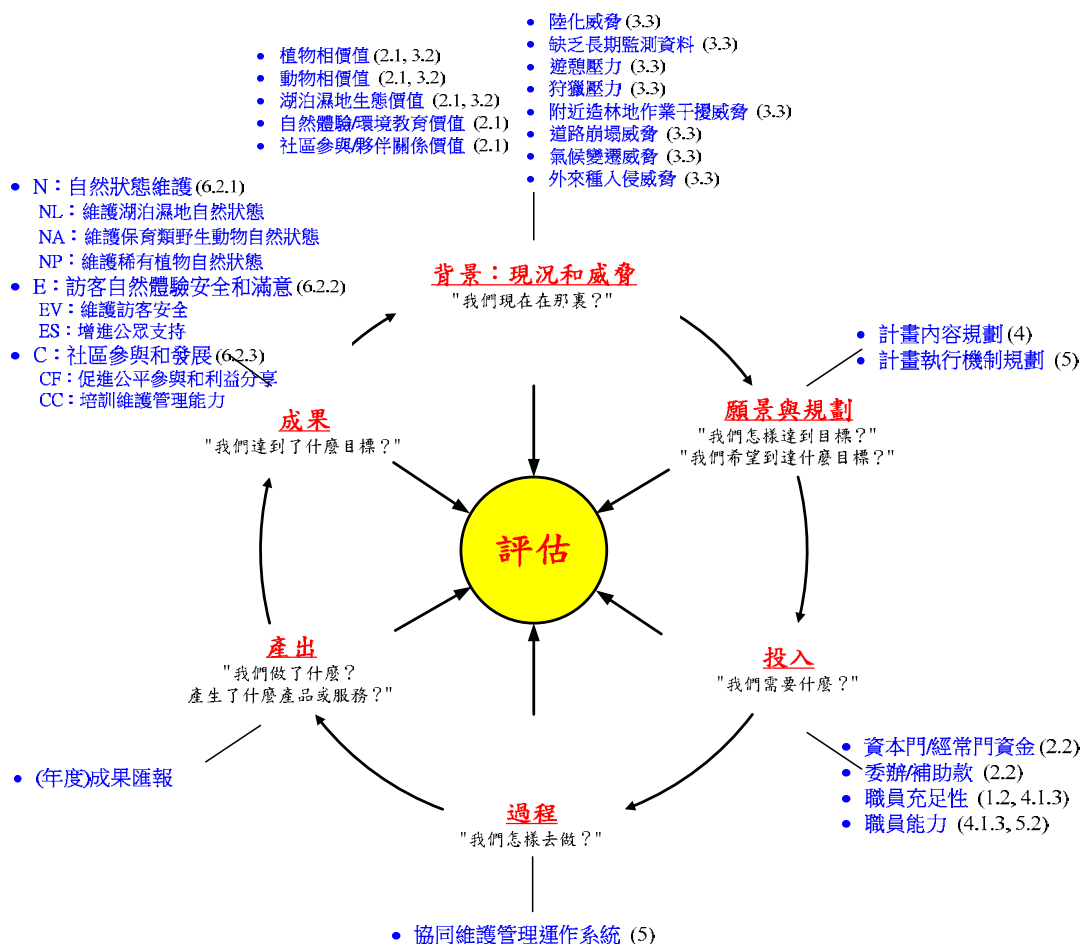 • 植物相價值 (2.1, 3.2)
• 動物相價值 (2.1, 3.2)
• 湖泊濕地生態價值 (2.1, 3.2)
• 自然體驗/環境教育價值 (2.1)
• 社區參與/夥伴關係價值 (2.1)
• 陸化威脅 (3.3)
• 缺乏長期監測資料 (3.3)
• 遊憩壓力 (3.3)
• 狩獵壓力 (3.3)
• 附近造林地作業干擾威脅 (3.3)
• 道路崩塌威脅 (3.3)
• 氣候變遷威脅 (3.3)
• 外來種入侵威脅 (3.3)
背景：現況和威脅
"我們現在在那裏？"
• 計畫內容規劃 (4)
• 計畫執行機制規劃 (5)
願景與規劃
"我們怎樣達到目標？"
"我們希望到達什麼目標？"
投入
"我們需要什麼？"
• 資本門/經常門資金 (2.2)
• 委辦/補助款 (2.2)
• 職員充足性 (1.2, 4.1.3)
• 職員能力 (4.1.3, 5.2)
過程
"我們怎樣去做？"
• 協同維護管理運作系統 (5)
產出
"我們做了什麼？
產生了什麼產品或服務？"
• (年度)成果匯報
• N：自然狀態維護 (6.2.1)
NL：維護湖泊濕地自然狀態
NA：維護保育類野生動物自然狀態
NP：維護稀有植物自然狀態
• E：訪客自然體驗安全和滿意 (6.2.2)
EV：維護訪客安全
ES：增進公眾支持
• C：社區參與和發展 (6.2.3)
CF：促進公平參與和利益分享
CC：培訓維護管理能力
成果
"我們達到了什麼目標？"
評估